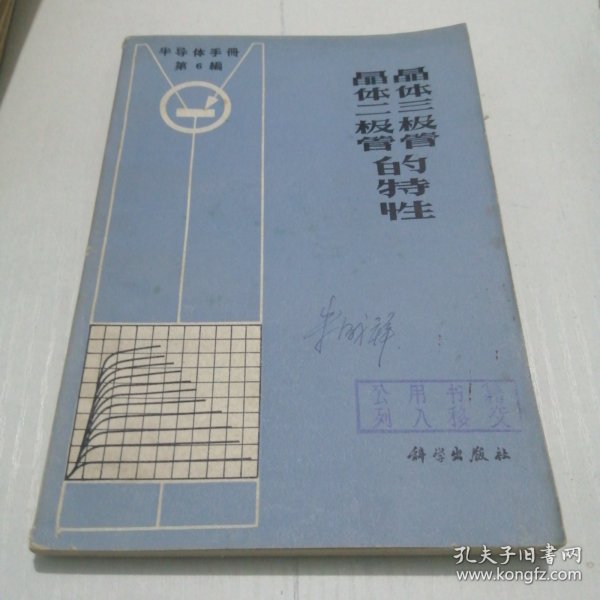 半导体手册
第6編
晶体三极管
晶体二极管
的特性
公用书籍
列入移交
科学出版社
孔夫子旧书网
www.kongfz.com